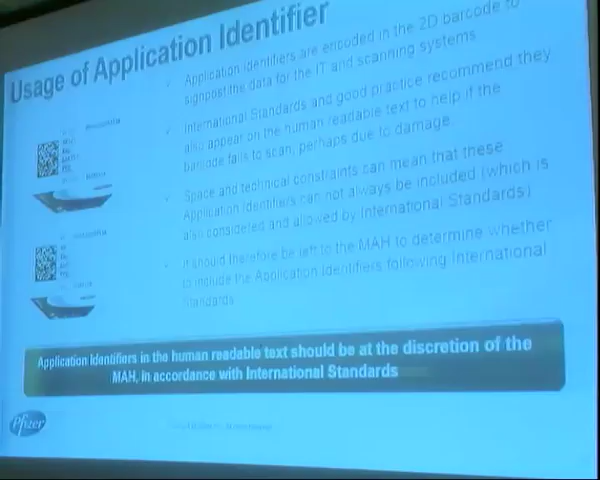 Usage of Application Identifier
Application identifiers are encoded in the 2D barcode to
signpost the data for the IT and scanning systems
International Standards and good practice recommend they
also appear on the human readable text to help if the
barcode fails to scan, perhaps due to damage
Space and technical constraints can mean that these
Application Identifiers can not always be included (which is
also considered and allowed by International Standards)
It should therefore be left to the MAH to determine whether
to include the Application Identifiers following International
Standards
Application Identifiers in the human readable text should be at the discretion of the
MAH, in accordance with International Standards
Pfizer